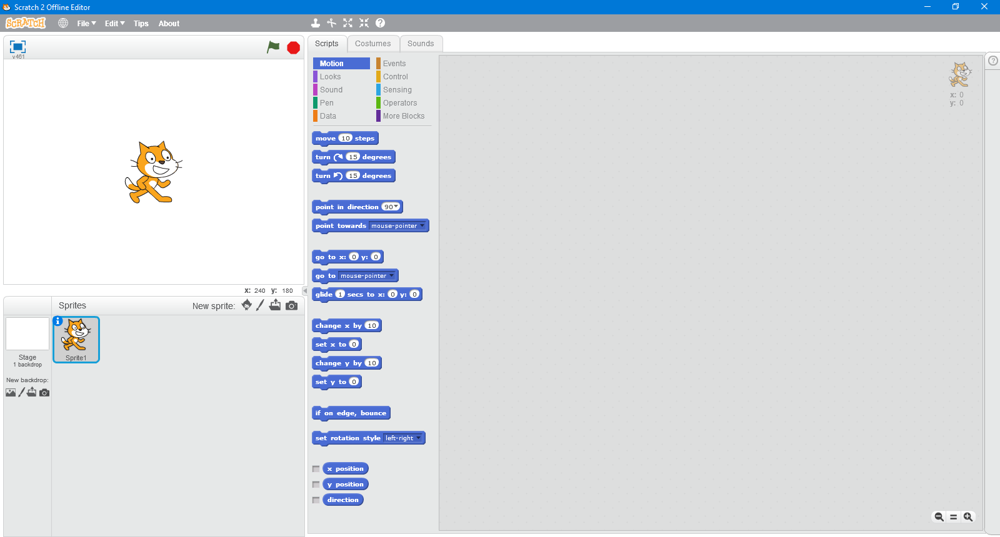 Scratch 2 Offline Editor
SCRATCH File Edit Tips About
v461
Scripts Costumes Sounds
Motion Events
Looks Control
Sound Sensing
Pen Operators
Data More Blocks
x: 0
y: 0
move 10 steps
turn 15 degrees
turn 15 degrees
point in direction 90
point towards mouse-pointer
go to x: 0 y: 0
go to mouse-pointer
glide 1 secs to x: 0 y: 0
change x by 10
set x to 0
change y by 10
set y to 0
if on edge, bounce
set rotation style left-right
x position
y position
direction
x: 240 y: 180
Sprites New sprite:
Sprite1
Stage
1 backdrop
New backdrop: